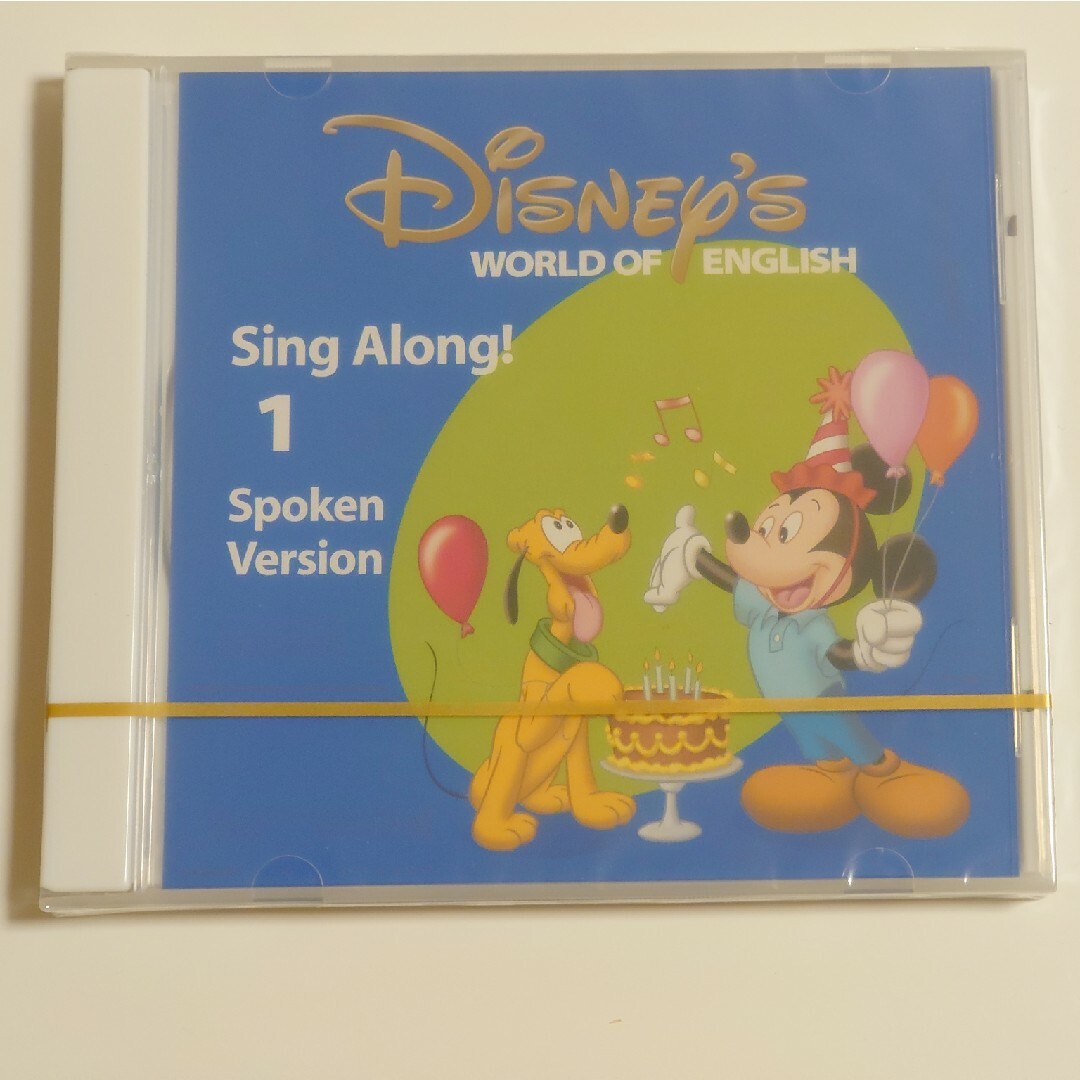 Disney's
WORLD OF ENGLISH
Sing Along!
1
Spoken
Version